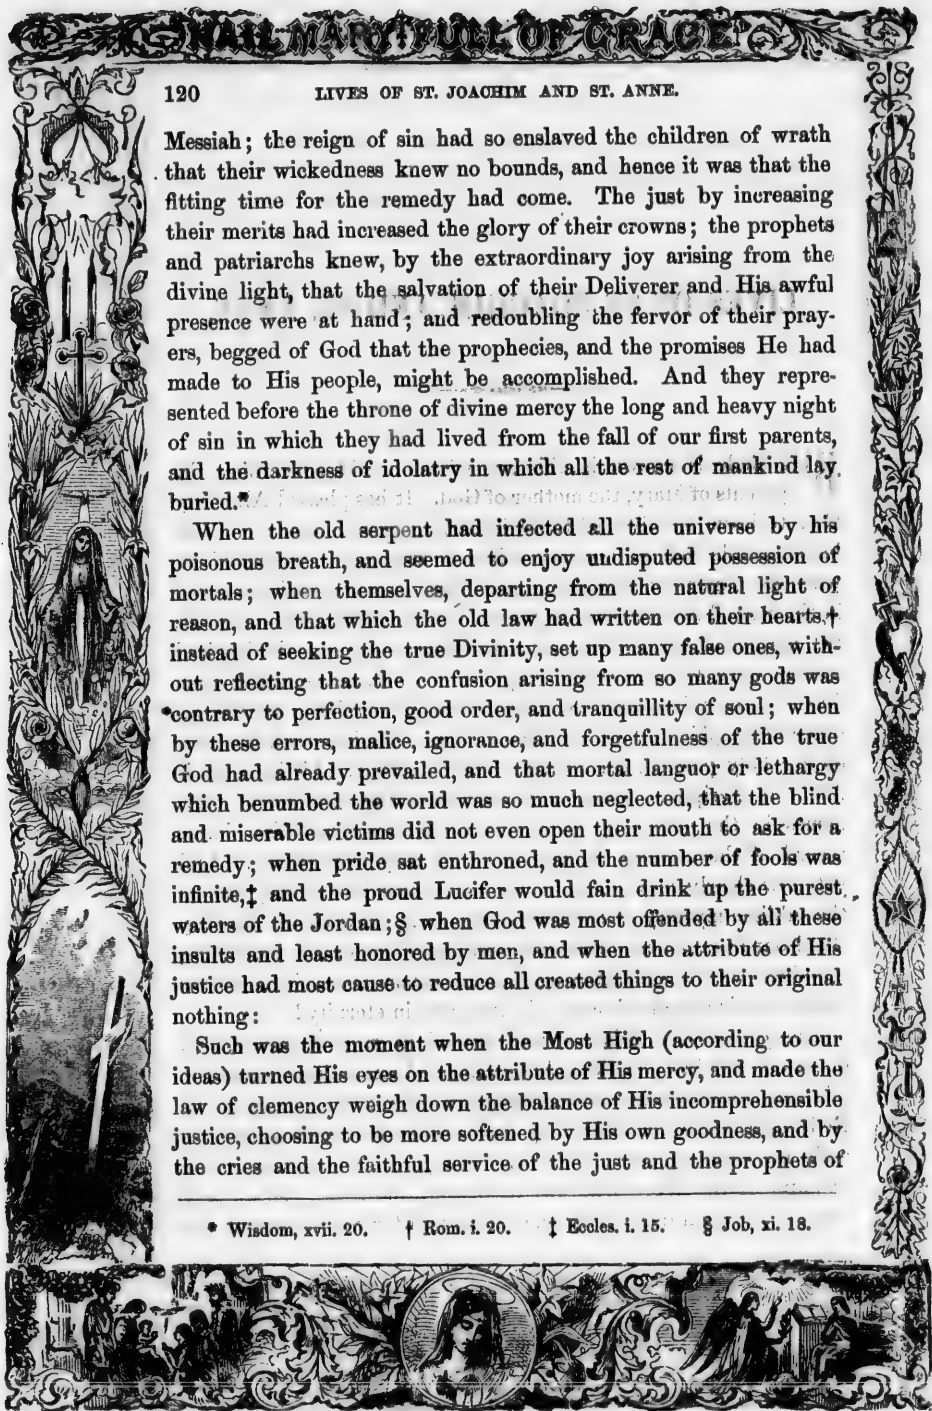 HAIL MARY FULL OF GRACE
120 LIVES OF ST. JOACHIM AND ST. ANNE.
Messiah; the reign of sin had so enslaved the children of wrath
that their wickedness knew no bounds, and hence it was that the
fitting time for the remedy had come. The just by increasing
their merits had increased the glory of their crowns; the prophets
and patriarchs knew, by the extraordinary joy arising from the
divine light, that the salvation of their Deliverer and His awful
presence were at hand; and redoubling the fervor of their pray-
ers, begged of God that the prophecies, and the promises He had
made to His people, might be accomplished. And they repre-
sented before the throne of divine mercy the long and heavy night
of sin in which they had lived from the fall of our first parents,
and the darkness of idolatry in which all the rest of mankind lay
buried.*
When the old serpent had infected all the universe by his
poisonous breath, and seemed to enjoy undisputed possession of
mortals; when themselves, departing from the natural light of
reason, and that which the old law had written on their hearts,†
instead of seeking the true Divinity, set up many false ones, with-
out reflecting that the confusion arising from so many gods was
contrary to perfection, good order, and tranquillity of soul; when
by these errors, malice, ignorance, and forgetfulness of the true
God had already prevailed, and that mortal languor or lethargy
which benumbed the world was so much neglected, that the blind
and miserable victims did not even open their mouth to ask for a
remedy; when pride sat enthroned, and the number of fools was
infinite,‡ and the proud Lucifer would fain drink up the purest
waters of the Jordan;§ when God was most offended by all these
insults and least honored by men, and when the attribute of His
justice had most cause to reduce all created things to their original
nothing:
Such was the moment when the Most High (according to our
ideas) turned His eyes on the attribute of His mercy, and made the
law of clemency weigh down the balance of His incomprehensible
justice, choosing to be more softened by His own goodness, and by
the cries and the faithful service of the just and the prophets of
* Wisdom, xvii. 20. † Rom. i. 20. ‡ Eccles. i. 15. § Job, xi. 18.